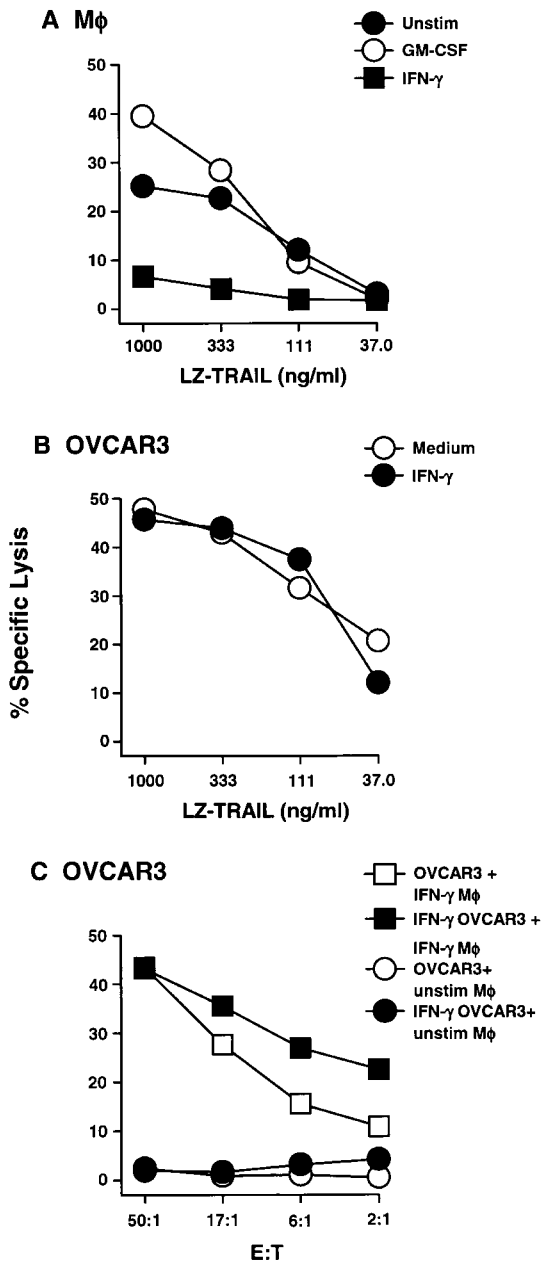 A Mϕ
Unstim
GM-CSF
IFN-γ
50
40
30
20
10
0
1000 333 111 37.0
LZ-TRAIL (ng/ml)
B OVCAR3
Medium
IFN-γ
% Specific Lysis
50
40
30
20
10
0
1000 333 111 37.0
LZ-TRAIL (ng/ml)
C OVCAR3
OVCAR3 +
IFN-γ Mϕ
IFN-γ OVCAR3 +
IFN-γ Mϕ
OVCAR3+
unstim Mϕ
IFN-γ OVCAR3+
unstim Mϕ
50
40
30
20
10
0
50:1 17:1 6:1 2:1
E:T